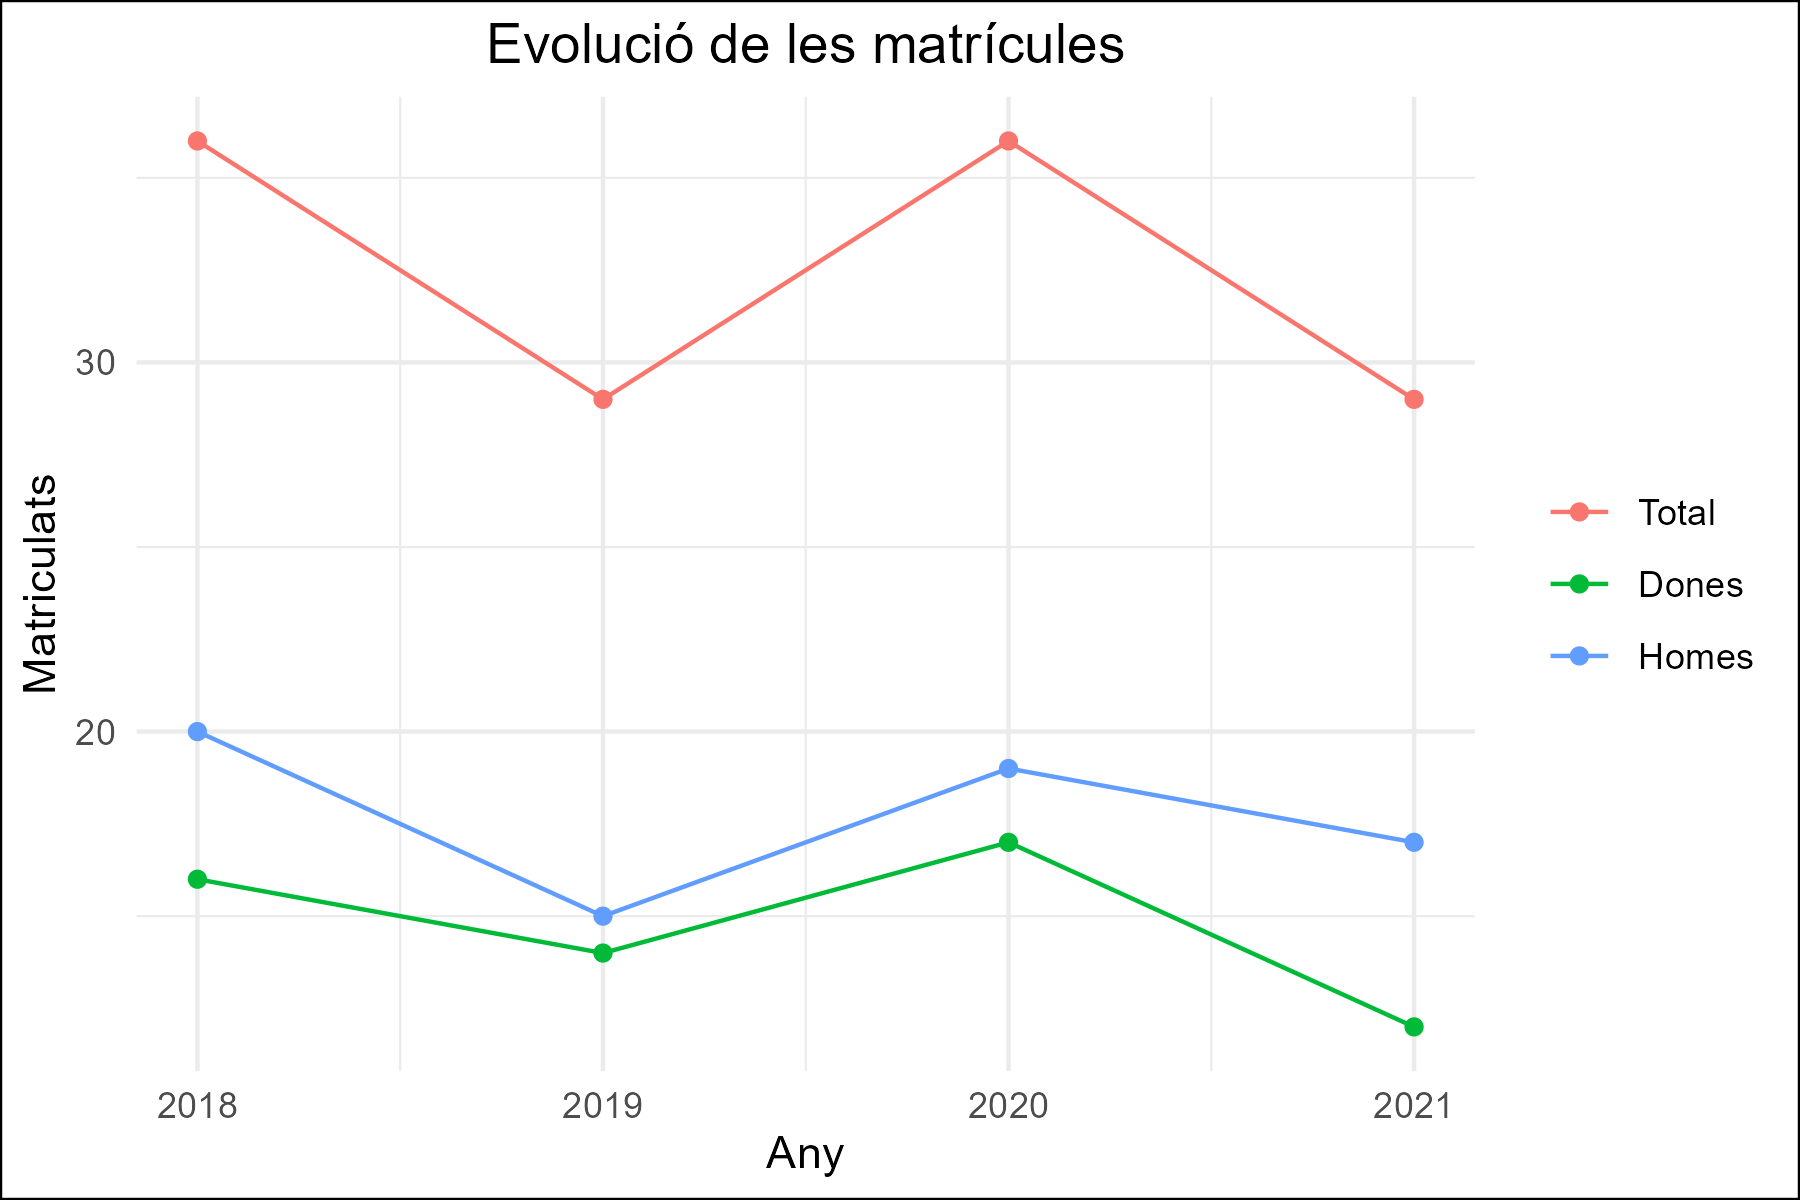 Evolució de les matrícules
30
20
Matriculats
2018 2019 2020 2021
Any
Total
Dones
Homes